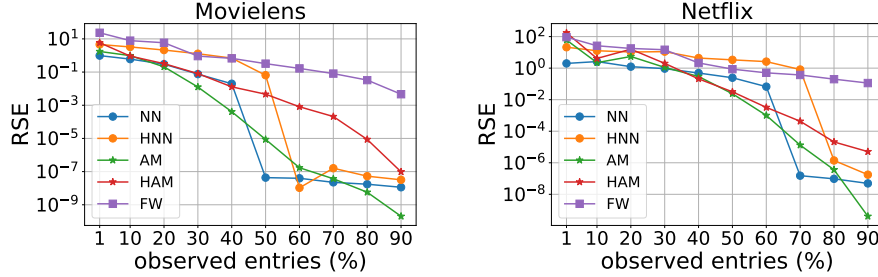 Movielens
RSE
10^1
10^-1
10^-3
10^-5
10^-7
10^-9
NN
HNN
AM
HAM
FW
1 10 20 30 40 50 60 70 80 90
observed entries (%)
Netflix
RSE
10^2
10^0
10^-2
10^-4
10^-6
10^-8
NN
HNN
AM
HAM
FW
1 10 20 30 40 50 60 70 80 90
observed entries (%)